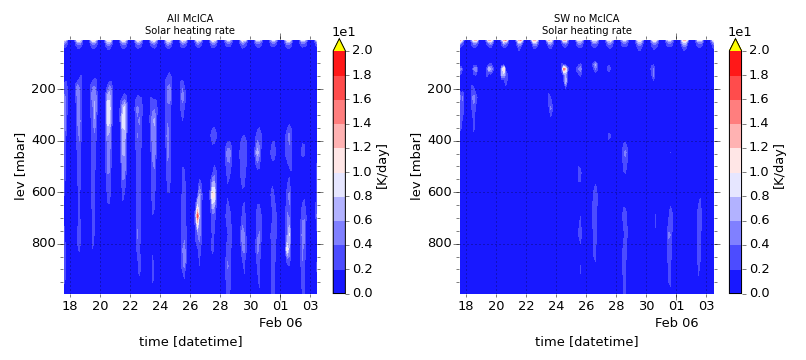 All McICA
Solar heating rate
1e1
2.0
1.8
1.6
1.4
1.2
1.0
0.8
0.6
0.4
0.2
0.0
[K/day]
lev [mbar]
200
400
600
800
18 20 22 24 26 28 30 01 03
Feb 06
time [datetime]
SW no McICA
Solar heating rate
1e1
2.0
1.8
1.6
1.4
1.2
1.0
0.8
0.6
0.4
0.2
0.0
[K/day]
lev [mbar]
200
400
600
800
18 20 22 24 26 28 30 01 03
Feb 06
time [datetime]